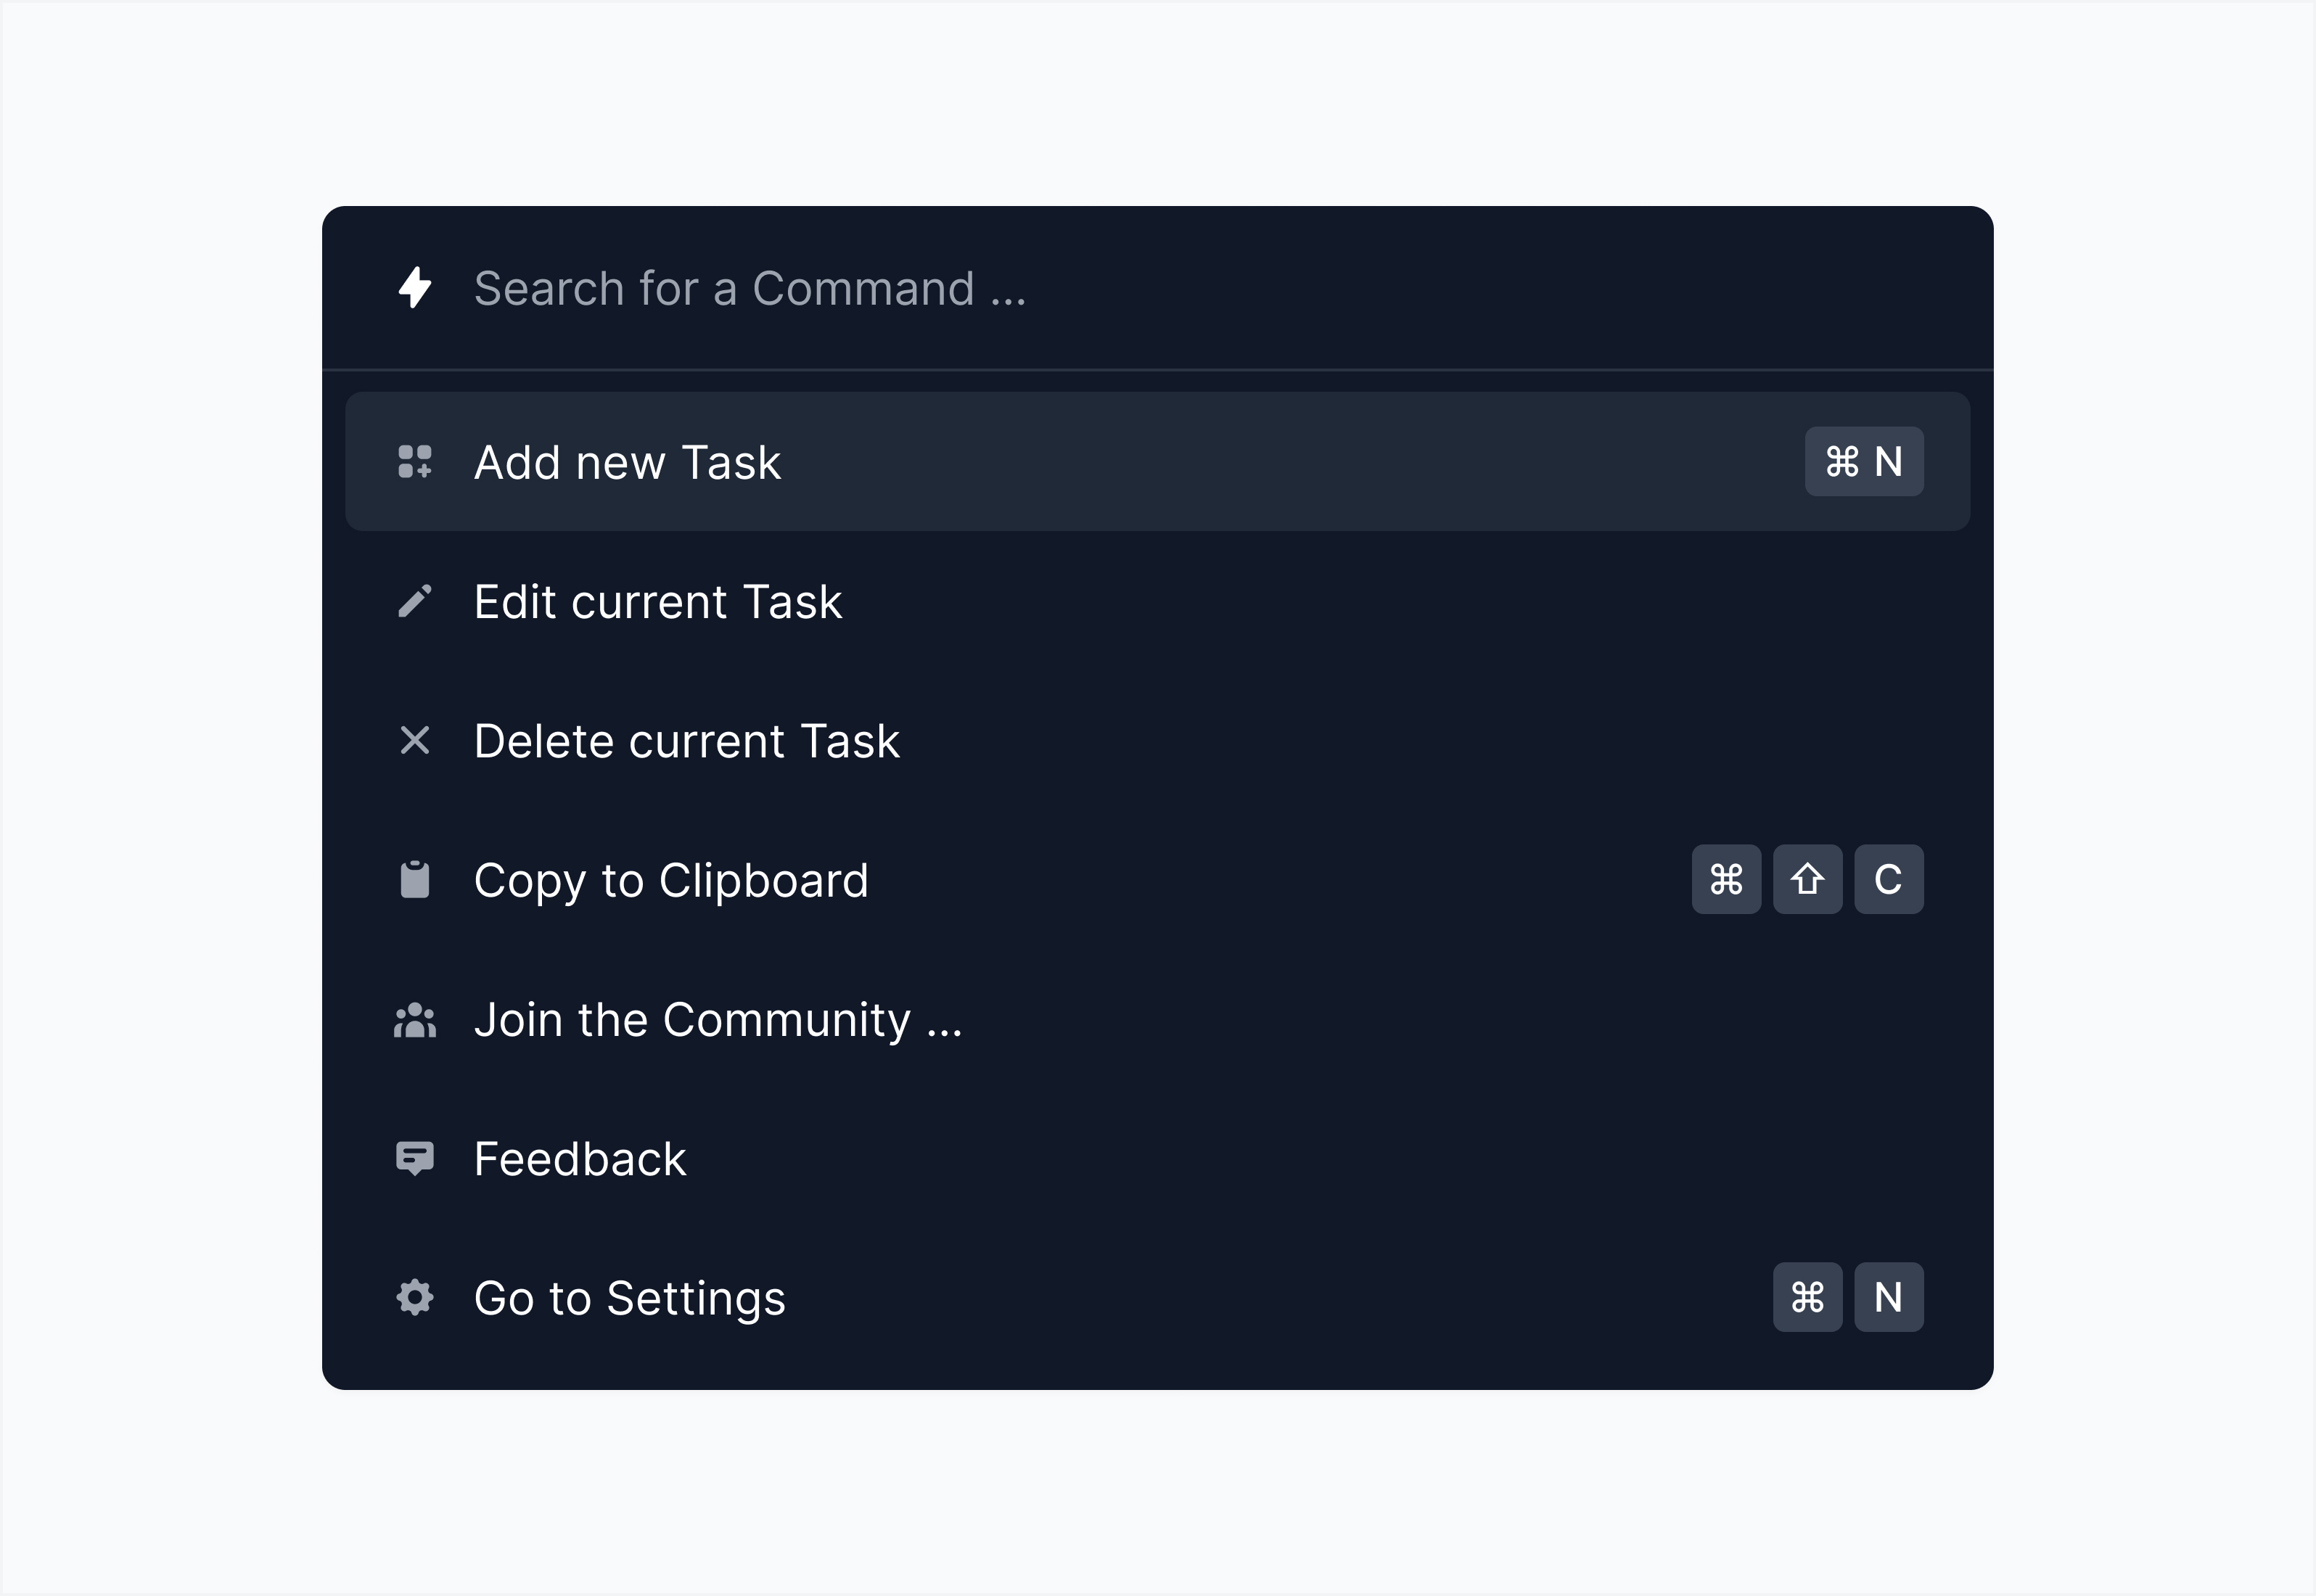 Search for a Command ...
Add new Task ⌘ N
Edit current Task
Delete current Task
Copy to Clipboard ⌘ ⇧ C
Join the Community ...
Feedback
Go to Settings ⌘ N